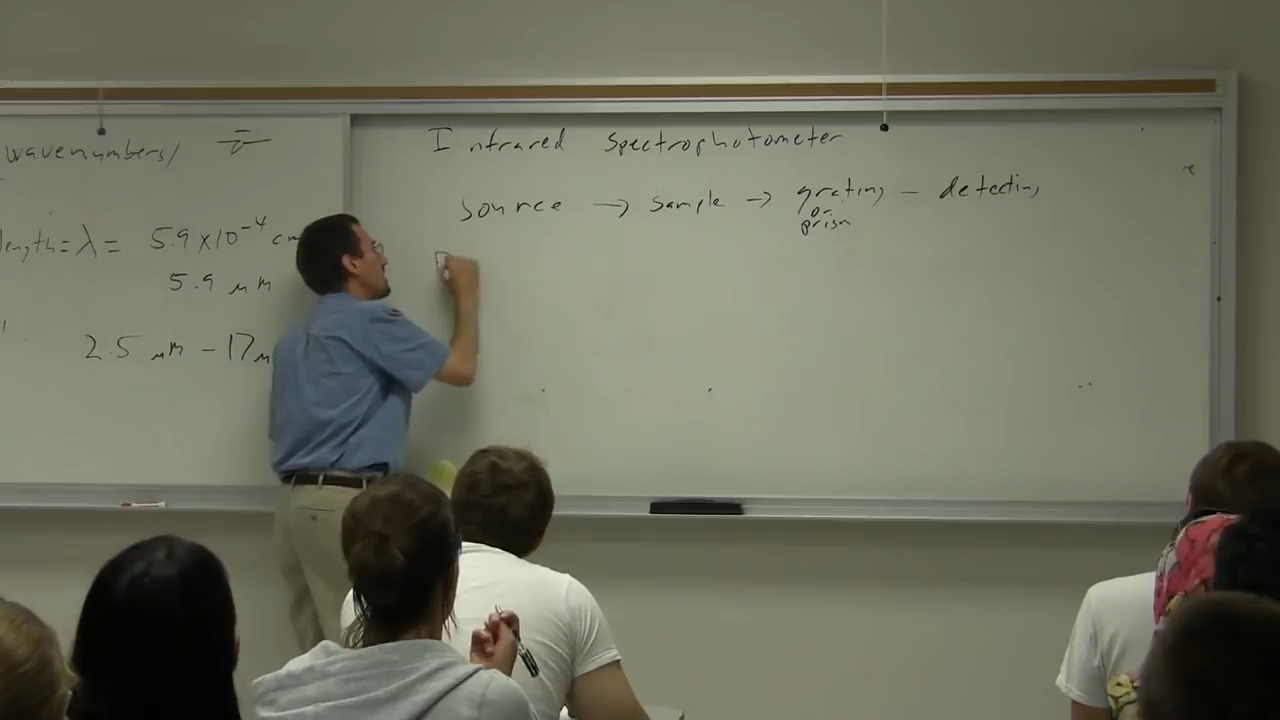 wavenumbers/ ν̄
length = λ = 5.9 x 10⁻⁴ cm
5.9 μm
2.5 μm - 17 μ
Infrared Spectrophotometer
source → sample → grating - detecting
or
prism